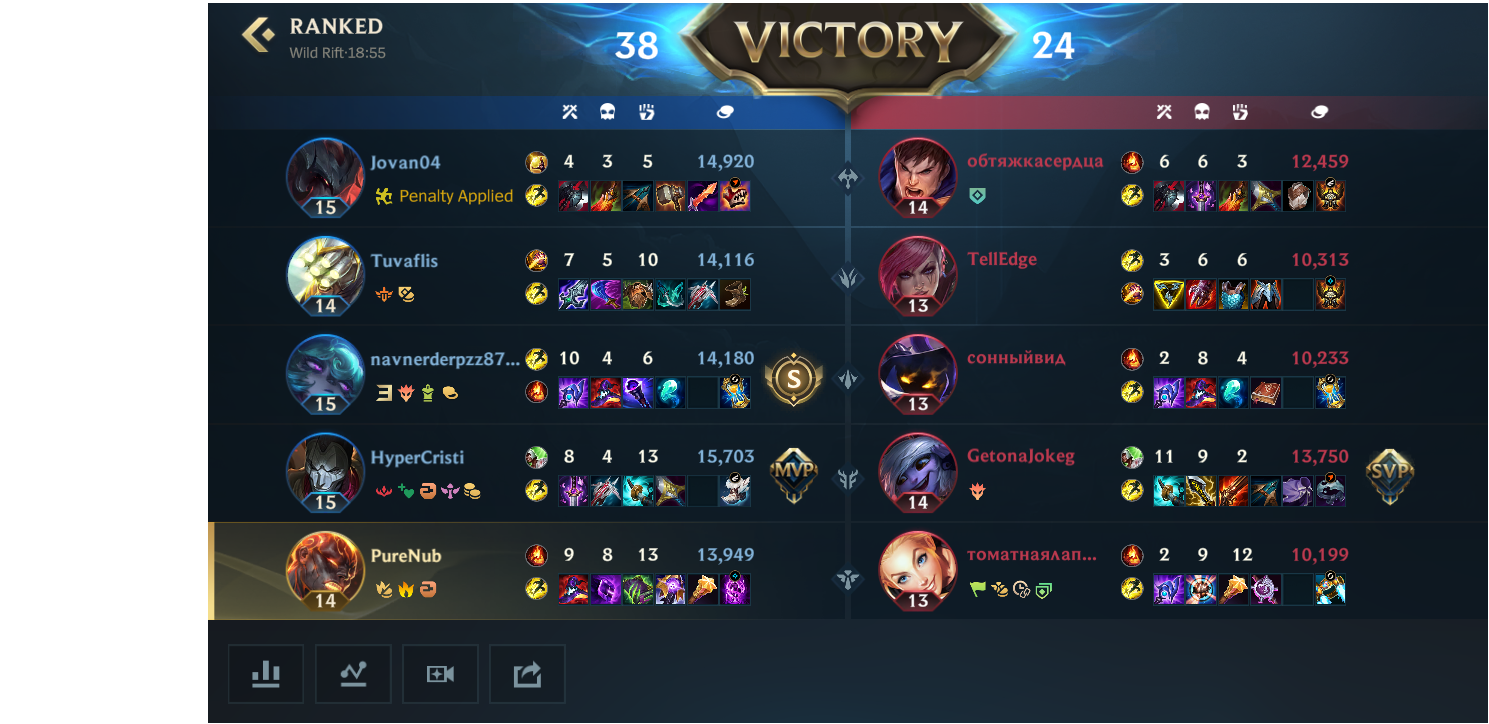 RANKED
Wild Rift·18:55
38 VICTORY 24
Jovan04 4 3 5 14,920
15 Penalty Applied
обтяжкасердца 6 6 3 12,459
14
Tuvaflis 7 5 10 14,116
14
TellEdge 3 6 6 10,313
13
navnerderpzz87... 10 4 6 14,180 S
15
сонныйвид 2 8 4 10,233
13
HyperCristi 8 4 13 15,703 MVP
15
GetonaJokeg 11 9 2 13,750 SVP
14
PureNub 9 8 13 13,949
14
томатнаялап... 2 9 12 10,199
13